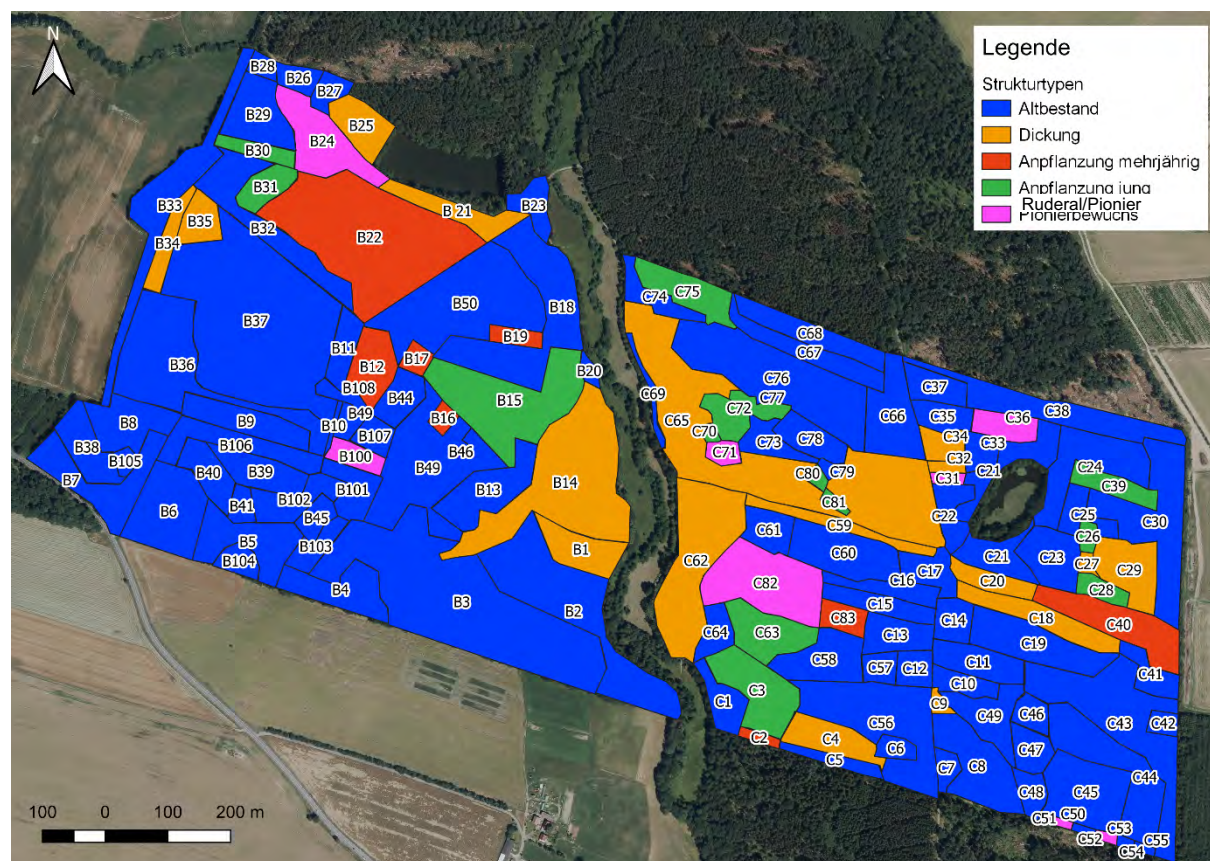 N
Legende
Strukturtypen
Altbestand
Dickung
Anpflanzung mehrjährig
Anpflanzung jung
Ruderal/Pionier
Pionierbewuchs
B28
B26
B27
B29
B24
B25
B30
B31
B33
B35
B32
B34
B22
B 21
B23
B37
B50
B18
B36
B11
B12
B17
B19
B20
B108
B44
B15
B16
B8
B9
B10
B49
B107
B46
B38
B106
B100
B105
B40
B39
B101
B49
B13
B14
B7
B6
B41
B102
B45
B5
B103
B104
B1
B4
B3
B2
C74
C75
C68
C67
C76
C69
C65
C72
C77
C70
C73
C78
C71
C66
C37
C35
C36
C38
C34
C33
C32
C31
C21
C80
C79
C81
C24
C39
C30
C25
C26
C22
C59
C61
C60
C62
C17
C16
C21
C23
C27
C29
C20
C28
C82
C15
C83
C14
C18
C40
C19
C64
C63
C13
C58
C57
C12
C11
C10
C41
C1
C3
C9
C56
C49
C46
C43
C42
C2
C4
C5
C6
C7
C8
C47
C44
C48
C45
C51
C50
C52
C53
C54
C55
100 0 100 200 m